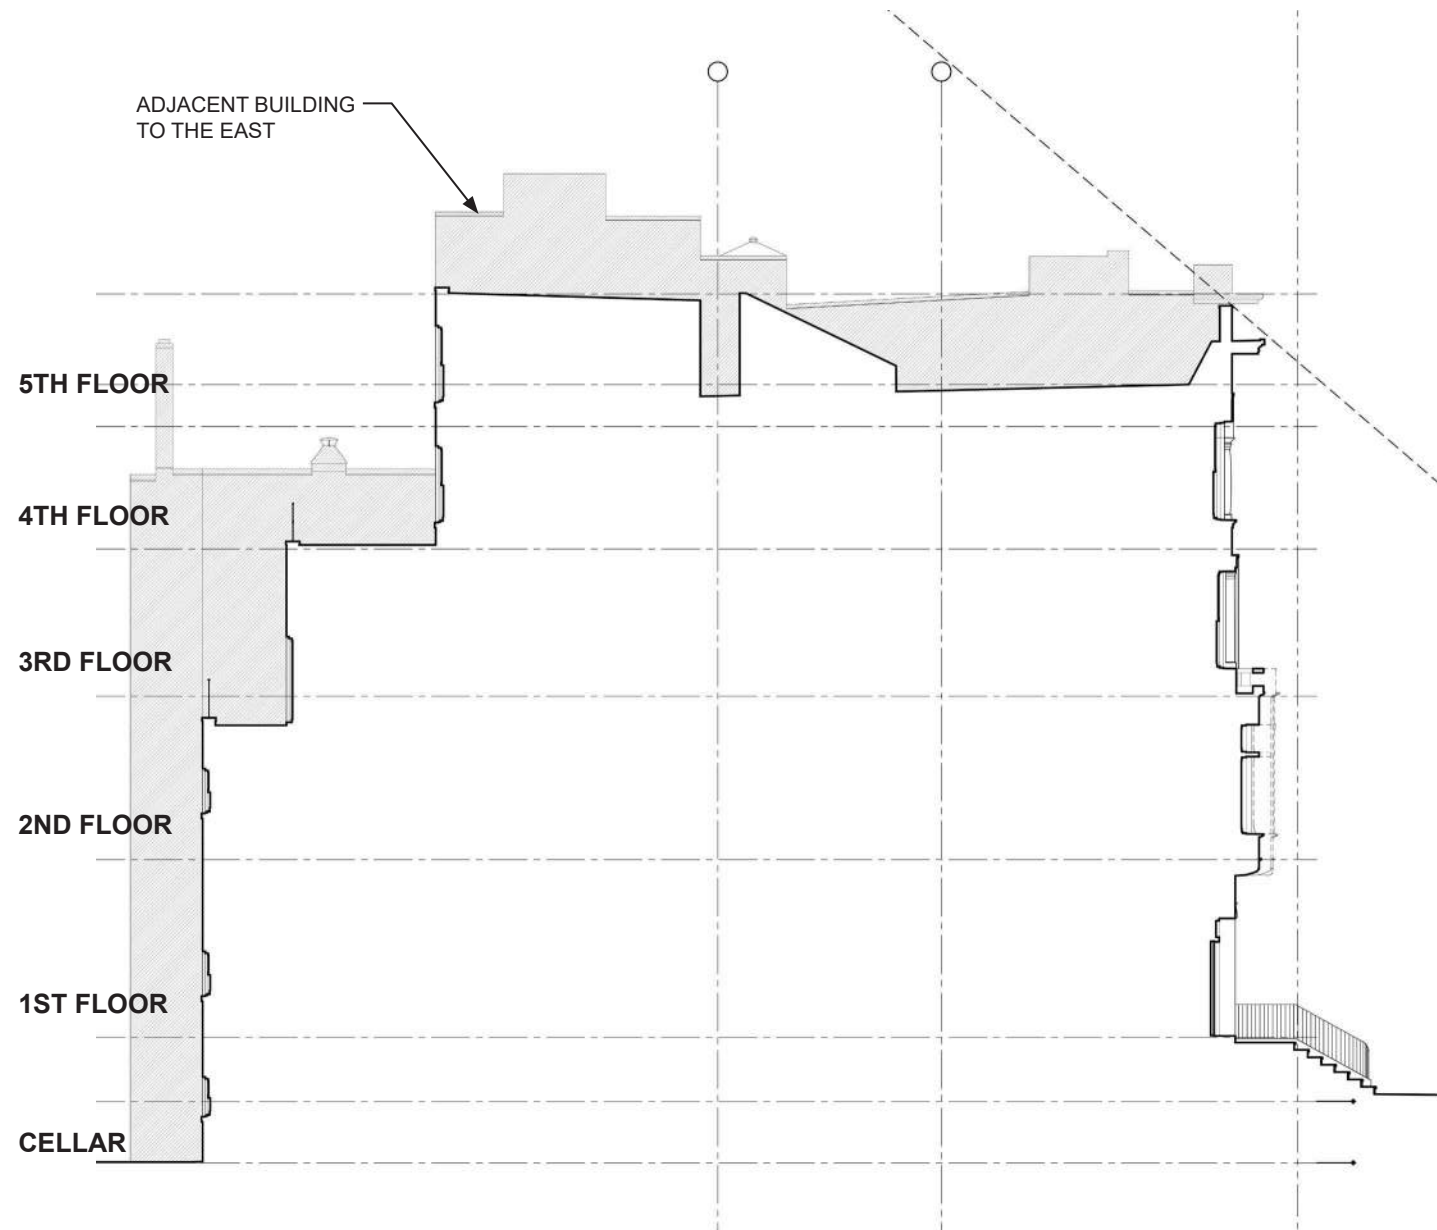 ADJACENT BUILDING
TO THE EAST
5TH FLOOR
4TH FLOOR
3RD FLOOR
2ND FLOOR
1ST FLOOR
CELLAR